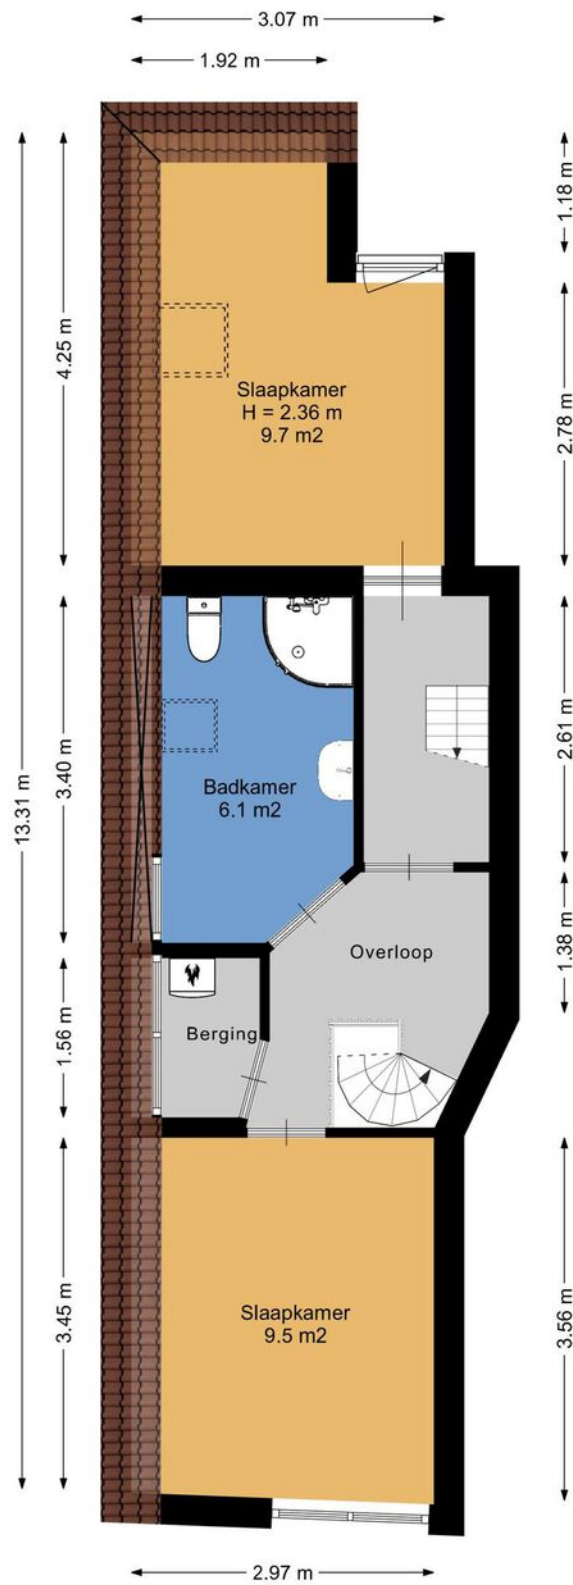 3.07 m
1.92 m
1.18 m
4.25 m
2.78 m
Slaapkamer
H = 2.36 m
9.7 m2
13.31 m
3.40 m
2.61 m
Badkamer
6.1 m2
1.38 m
Overloop
1.56 m
Berging
3.45 m
3.56 m
Slaapkamer
9.5 m2
2.97 m